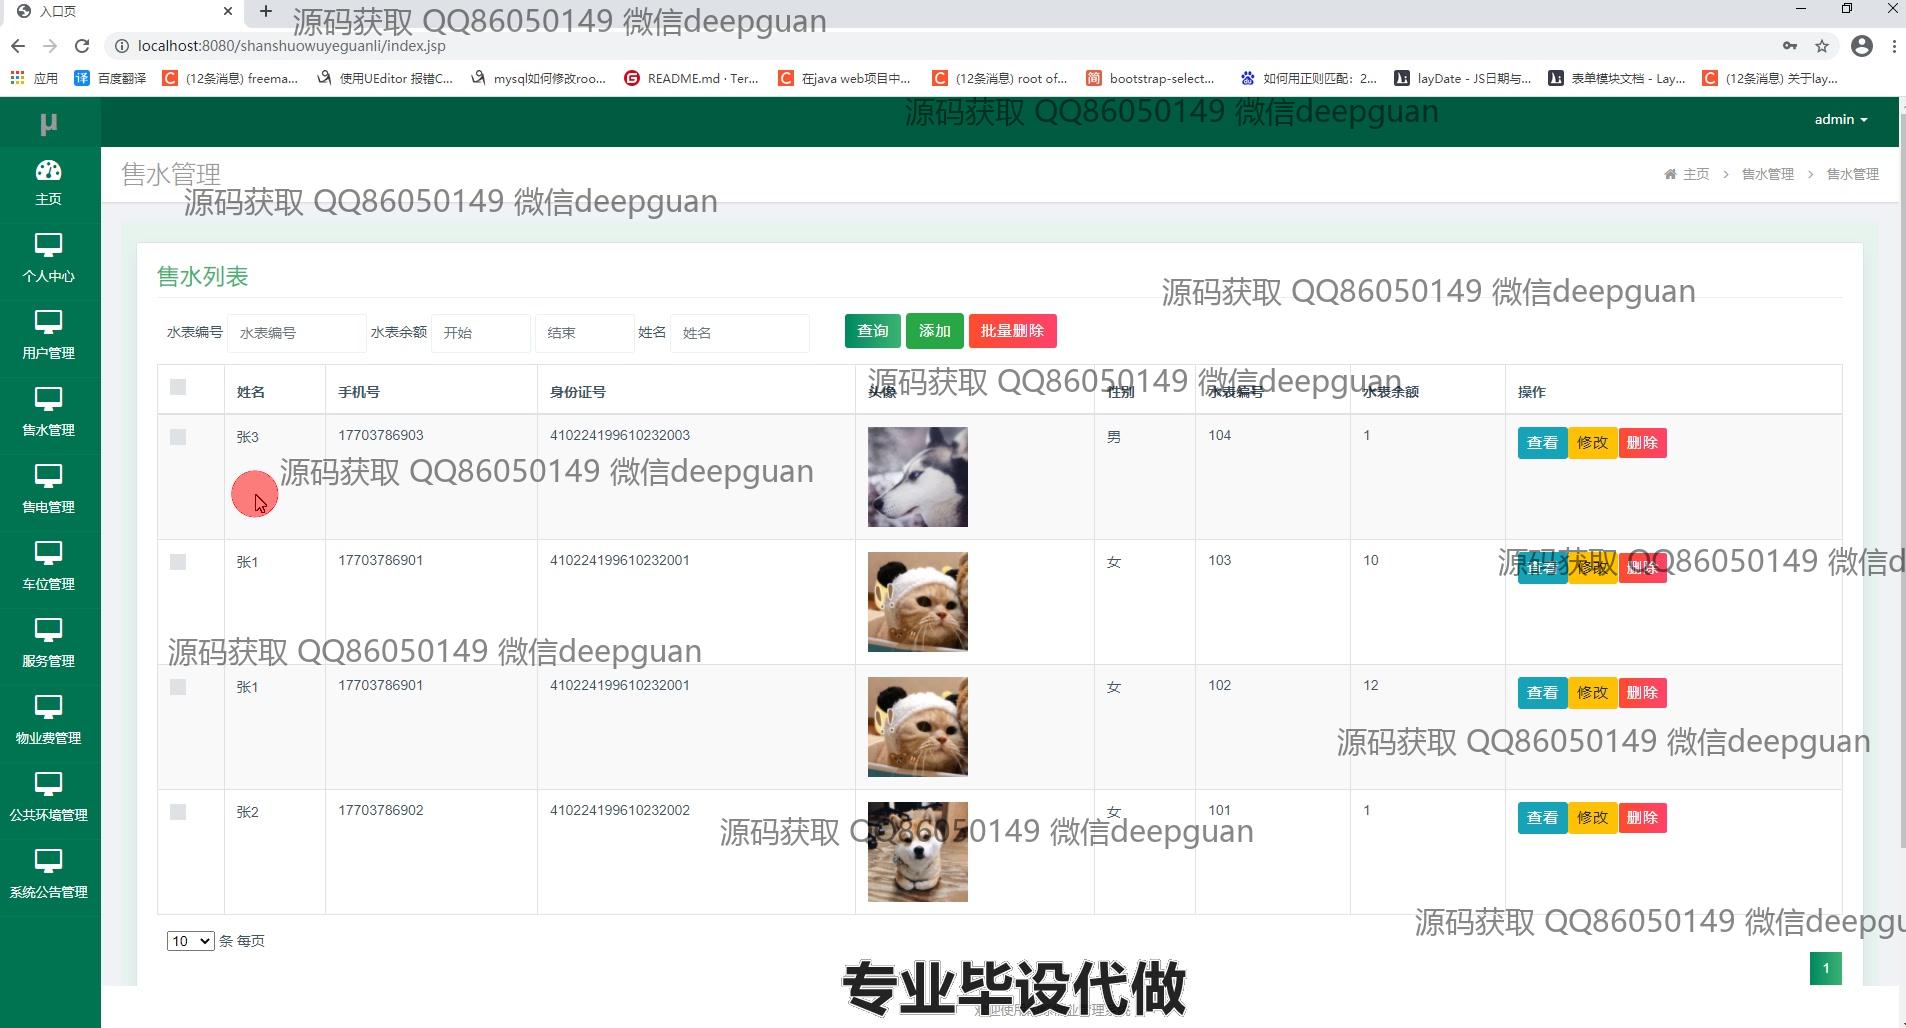 入口页
源码获取 QQ86050149 微信deepguan
localhost:8080/shanshuowuyeguanli/index.jsp
应用 百度翻译 (12条消息) freema... 使用UEditor 报错C... mysql如何修改roo... README.md · Ter... 在java web项目中... (12条消息) root of... bootstrap-select... 如何用正则匹配：2... layDate - JS日期与... 表单模块文档 - Lay... (12条消息) 关于lay...
μ
源码获取 QQ86050149 微信deepguan
admin
主页
售水管理
主页 > 售水管理 > 售水管理
源码获取 QQ86050149 微信deepguan
个人中心
用户管理
售水管理
售电管理
车位管理
服务管理
物业费管理
公共环境管理
系统公告管理
售水列表
源码获取 QQ86050149 微信deepguan
水表编号 水表编号 水表余额 开始 结束 姓名 姓名 查询 添加 批量删除
源码获取 QQ86050149 微信deepguan
姓名 手机号 身份证号 头像 性别 水表编号 水表余额 操作
张3 17703786903 410224199610232003 男 104 1 查看 修改 删除
源码获取 QQ86050149 微信deepguan
张1 17703786901 410224199610232001 女 103 10 查看 修改 删除
源码获取 QQ86050149 微信d
源码获取 QQ86050149 微信deepguan
张1 17703786901 410224199610232001 女 102 12 查看 修改 删除
源码获取 QQ86050149 微信deepguan
张2 17703786902 410224199610232002 女 101 1 查看 修改 删除
源码获取 QQ86050149 微信deepguan
源码获取 QQ86050149 微信deepgu
10 条 每页
1
专业毕设代做